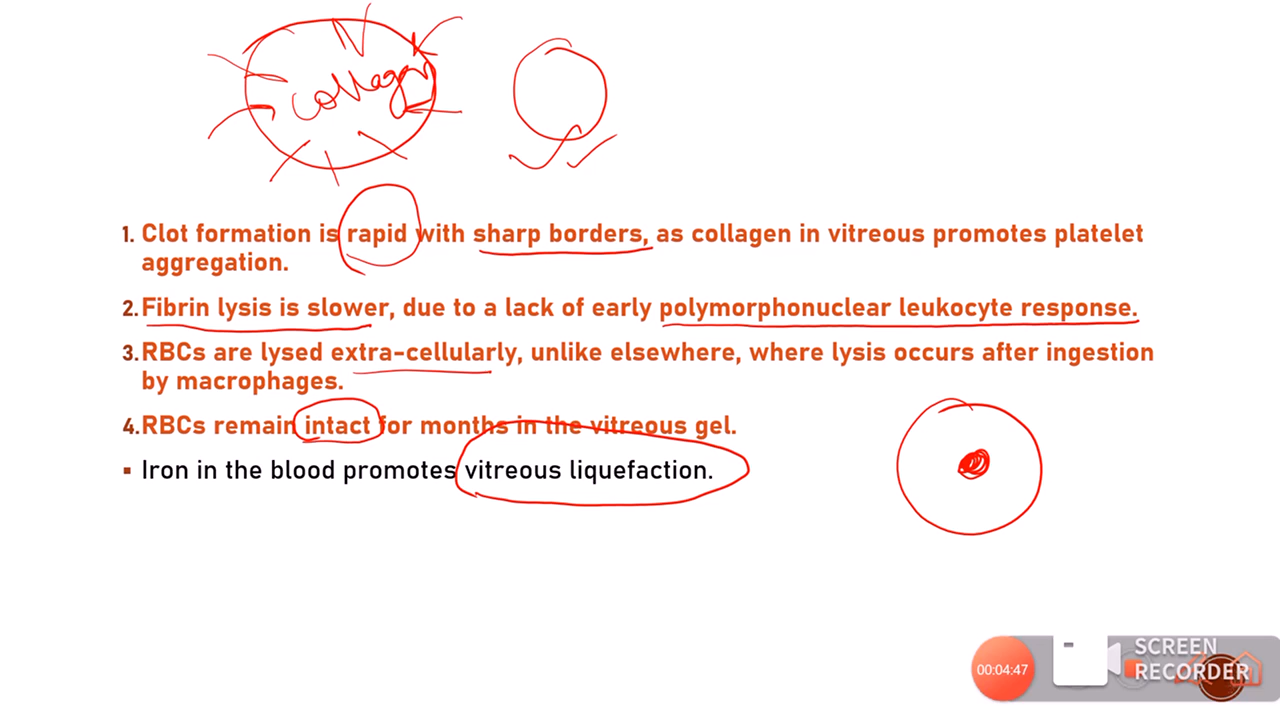 collagen
1. Clot formation is rapid with sharp borders, as collagen in vitreous promotes platelet
aggregation.
2. Fibrin lysis is slower, due to a lack of early polymorphonuclear leukocyte response.
3. RBCs are lysed extra-cellularly, unlike elsewhere, where lysis occurs after ingestion
by macrophages.
4. RBCs remain intact for months in the vitreous gel.
▪ Iron in the blood promotes vitreous liquefaction.
00:04:47
SCREEN
RECORDER